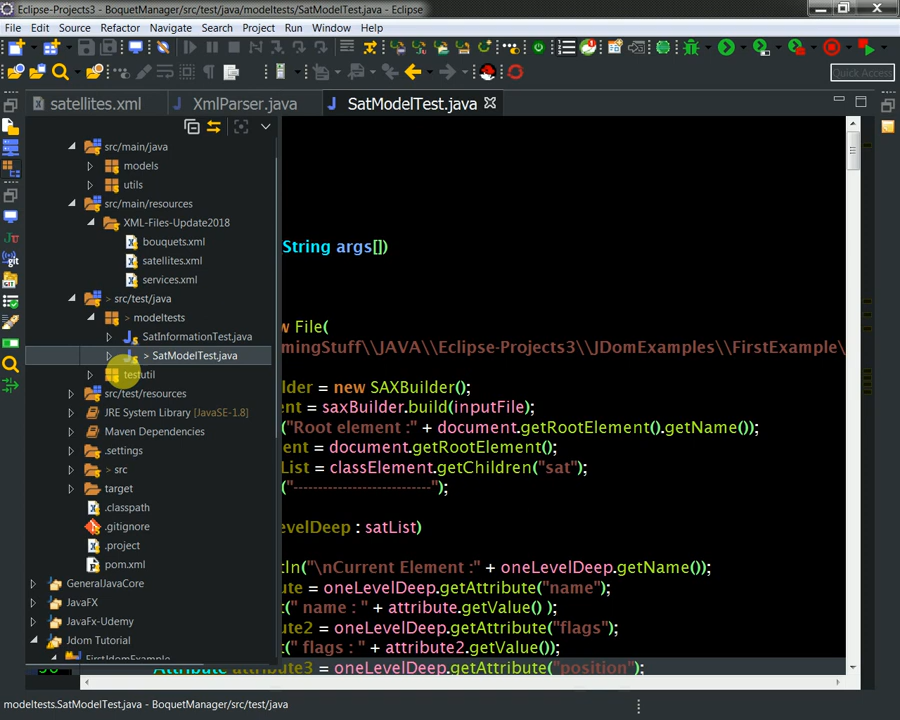 Eclipse-Projects3 - BoquetManager/src/test/java/modeltests/SatModelTest.java - Eclipse
File Edit Source Refactor Navigate Search Project Run Window Help
Quick Access
satellites.xml XmlParser.java SatModelTest.java
src/main/java
models
utils
src/main/resources
XML-Files-Update2018
bouquets.xml
satellites.xml
services.xml
> src/test/java
> modeltests
SatInformationTest.java
> SatModelTest.java
testutil
src/test/resources
JRE System Library [JavaSE-1.8]
Maven Dependencies
.settings
> src
target
.classpath
.gitignore
.project
pom.xml
GeneralJavaCore
JavaFX
JavaFx-Udemy
Jdom Tutorial
FirstJdomExample
String args[])
w File(
mingStuff\\JAVA\\Eclipse-Projects3\\JDomExamples\\FirstExample\
ilder = new SAXBuilder();
ent = saxBuilder.build(inputFile);
("Root element :" + document.getRootElement().getName());
ent = document.getRootElement();
List = classElement.getChildren("sat");
("----------------------------");
evelDeep : satList)
tln("\nCurrent Element :" + oneLevelDeep.getName());
ute = oneLevelDeep.getAttribute("name");
t(" name : " + attribute.getValue() );
ute2 = oneLevelDeep.getAttribute("flags");
t(" flags : " + attribute2.getValue());
Attribute attribute3 = oneLevelDeep.getAttribute("position");
modeltests.SatModelTest.java - BoquetManager/src/test/java